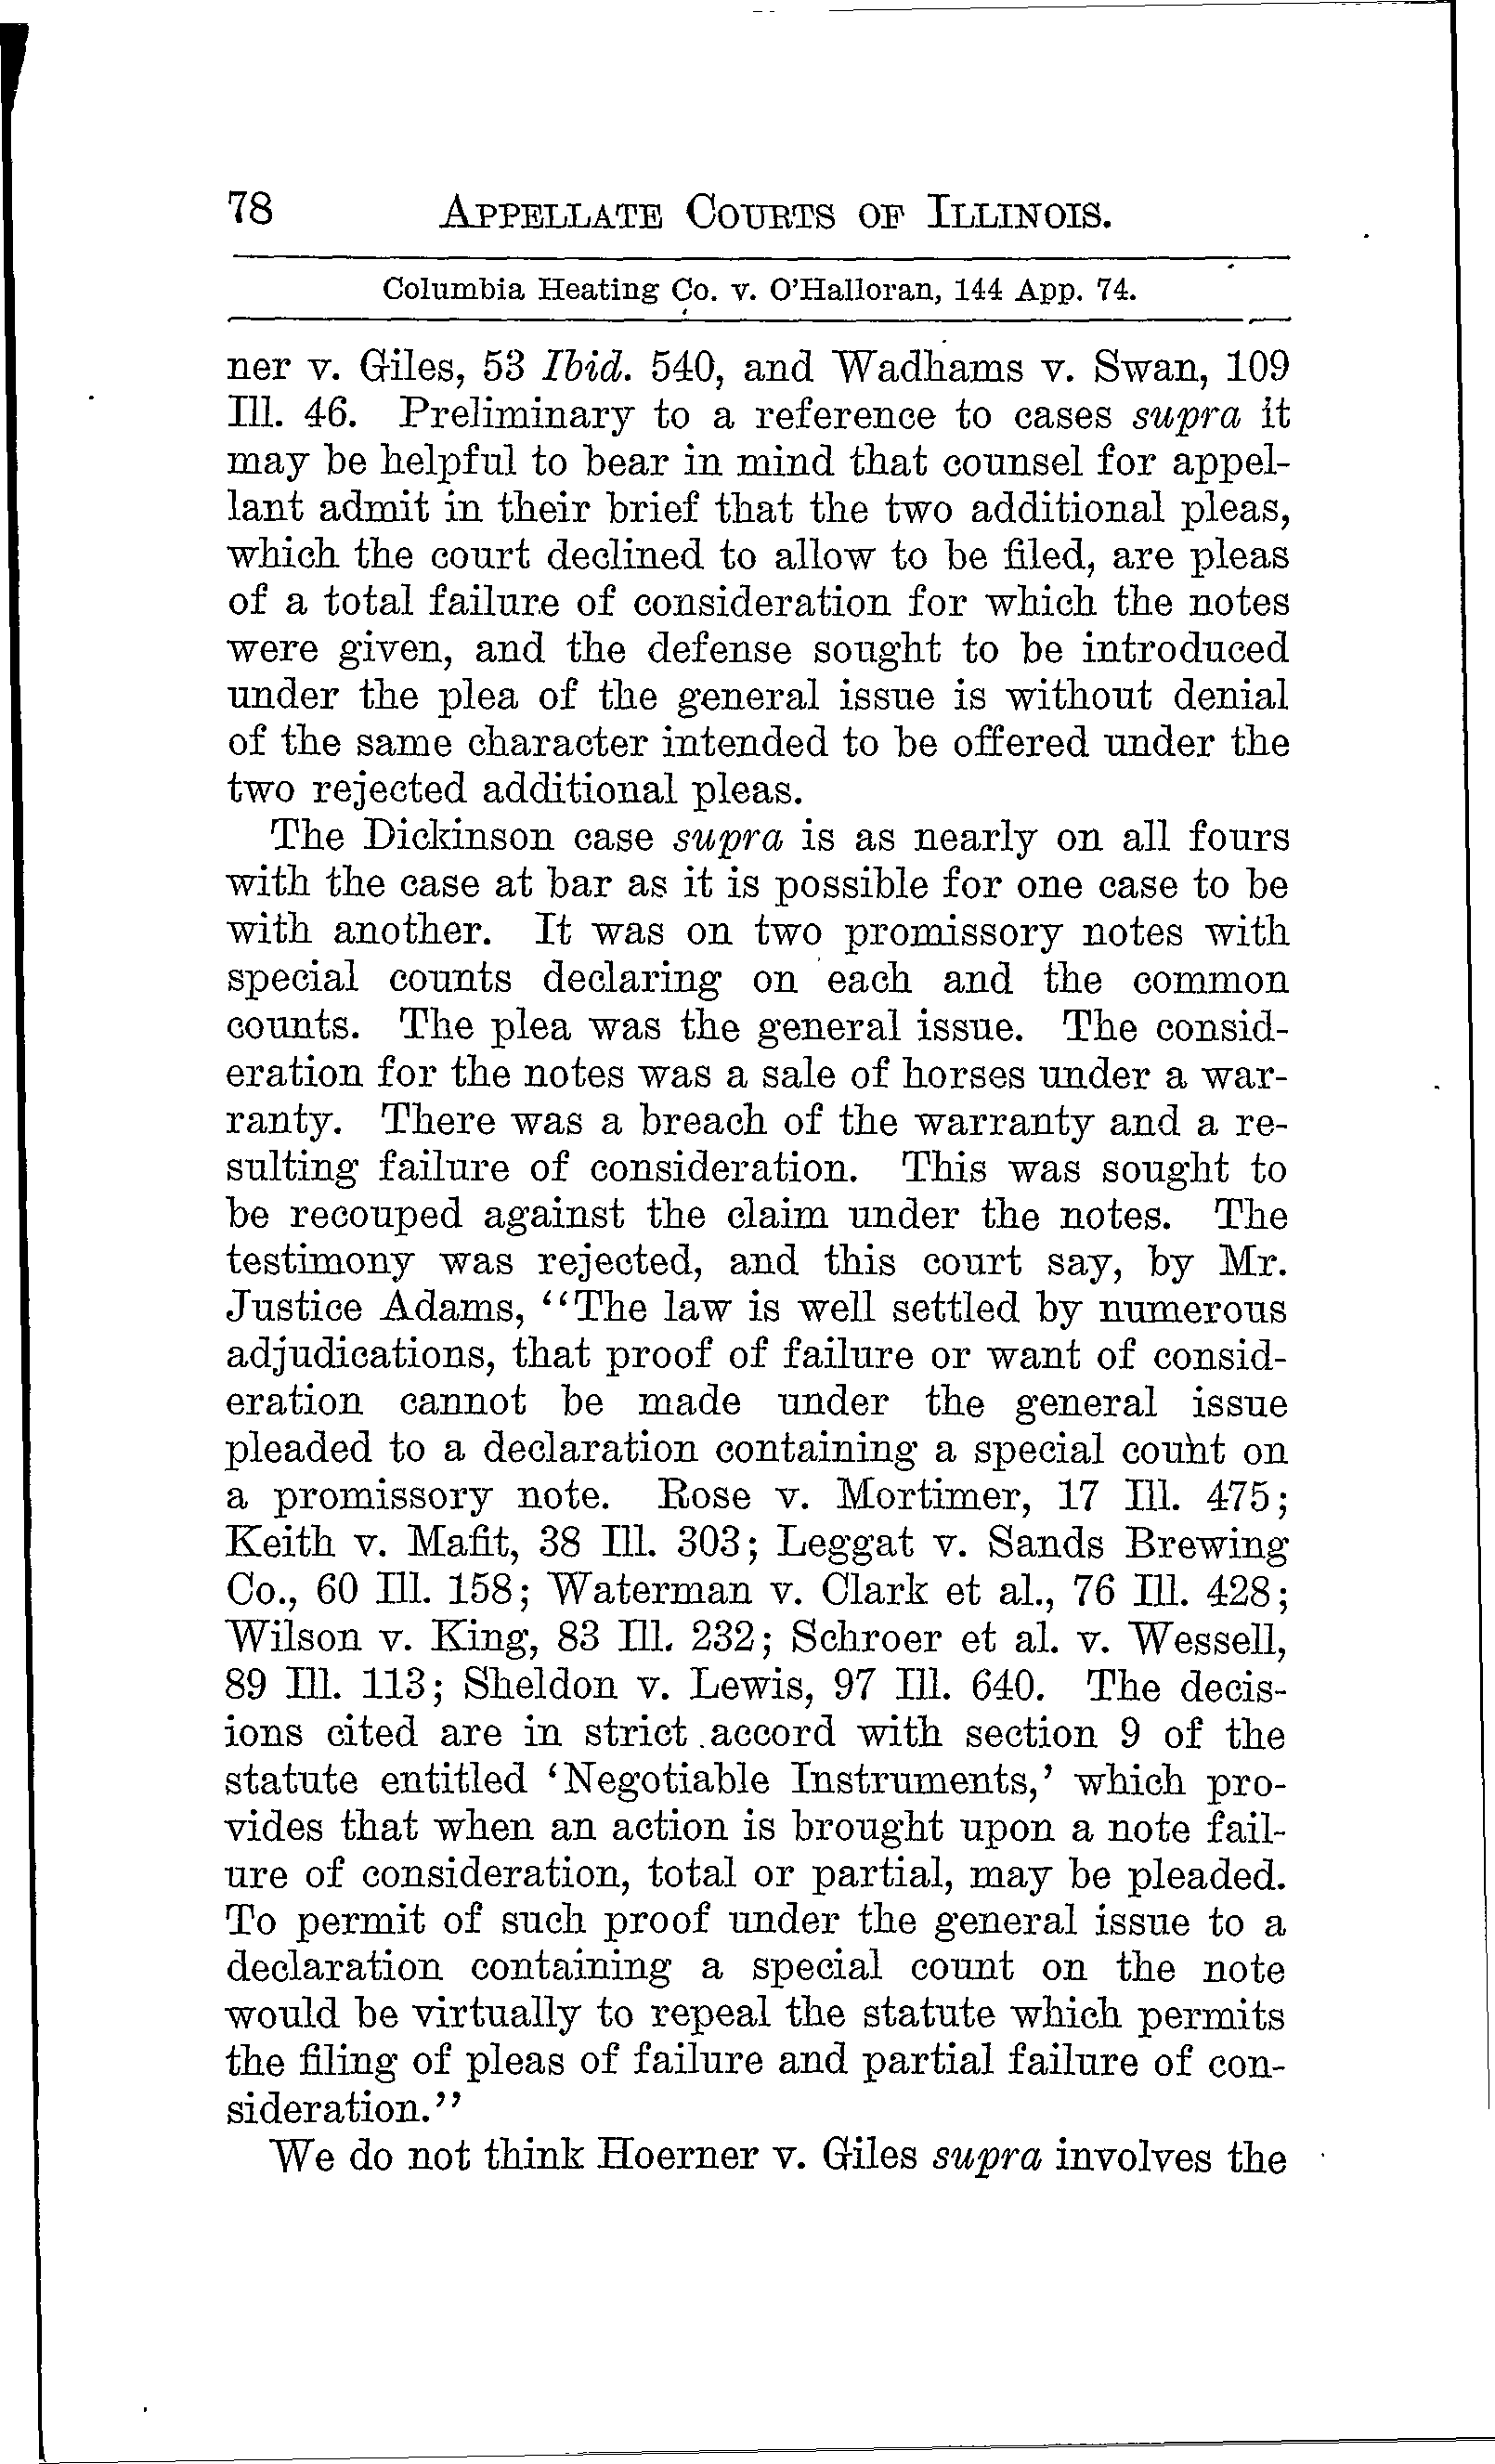 78 APPELLATE COURTS OF ILLINOIS.
Columbia Heating Co. v. O'Halloran, 144 App. 74.
ner v. Giles, 53 Ibid. 540, and Wadhams v. Swan, 109
Ill. 46. Preliminary to a reference to cases supra it
may be helpful to bear in mind that counsel for appel-
lant admit in their brief that the two additional pleas,
which the court declined to allow to be filed, are pleas
of a total failure of consideration for which the notes
were given, and the defense sought to be introduced
under the plea of the general issue is without denial
of the same character intended to be offered under the
two rejected additional pleas.
The Dickinson case supra is as nearly on all fours
with the case at bar as it is possible for one case to be
with another. It was on two promissory notes with
special counts declaring on each and the common
counts. The plea was the general issue. The consid-
eration for the notes was a sale of horses under a war-
ranty. There was a breach of the warranty and a re-
sulting failure of consideration. This was sought to
be recouped against the claim under the notes. The
testimony was rejected, and this court say, by Mr.
Justice Adams, "The law is well settled by numerous
adjudications, that proof of failure or want of consid-
eration cannot be made under the general issue
pleaded to a declaration containing a special count on
a promissory note. Rose v. Mortimer, 17 Ill. 475;
Keith v. Mafit, 38 Ill. 303; Leggat v. Sands Brewing
Co., 60 Ill. 158; Waterman v. Clark et al., 76 Ill. 428;
Wilson v. King, 83 Ill. 232; Schroer et al. v. Wessell,
89 Ill. 113; Sheldon v. Lewis, 97 Ill. 640. The decis-
ions cited are in strict accord with section 9 of the
statute entitled 'Negotiable Instruments,' which pro-
vides that when an action is brought upon a note fail-
ure of consideration, total or partial, may be pleaded.
To permit of such proof under the general issue to a
declaration containing a special count on the note
would be virtually to repeal the statute which permits
the filing of pleas of failure and partial failure of con-
sideration."
We do not think Hoerner v. Giles supra involves the